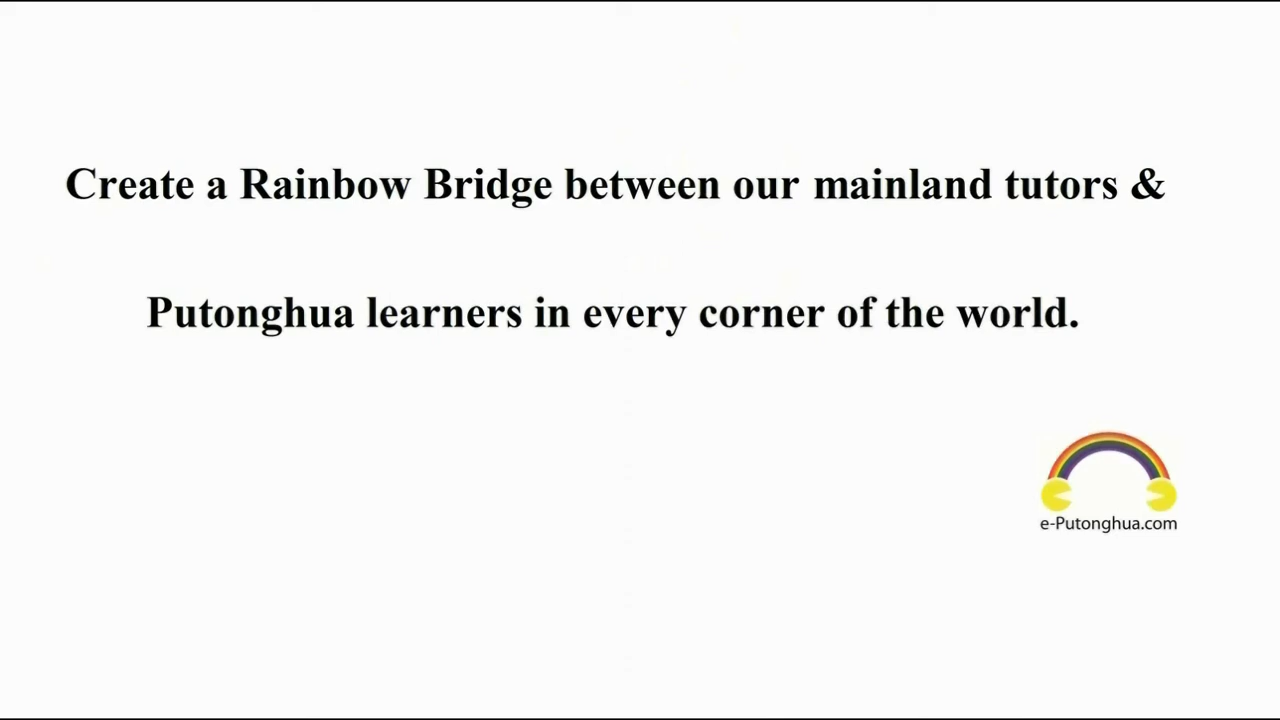 Create a Rainbow Bridge between our mainland tutors &
Putonghua learners in every corner of the world.
e-Putonghua.com